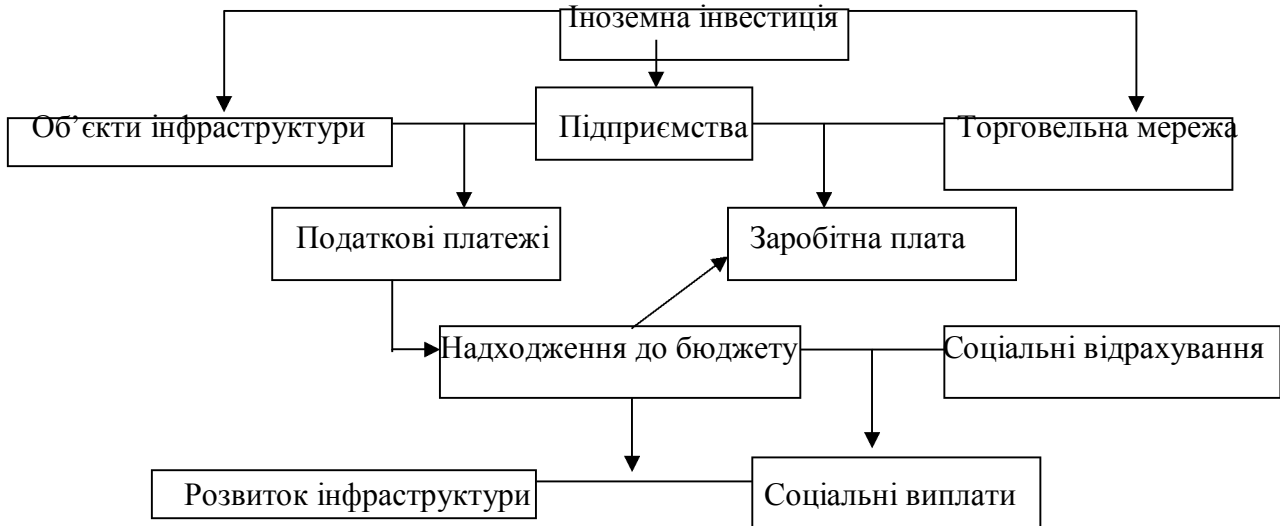 Іноземна інвестиція
Об’єкти інфраструктури
Підприємства
Торговельна мережа
Податкові платежі
Заробітна плата
Надходження до бюджету
Соціальні відрахування
Розвиток інфраструктури
Соціальні виплати